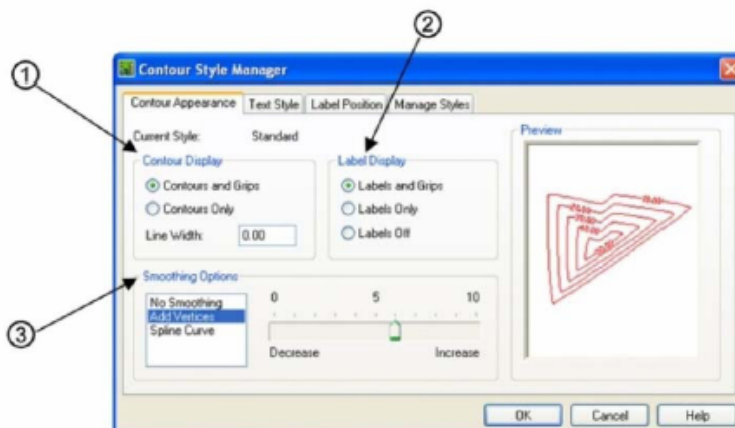 ②
①
Contour Style Manager
Contour Appearance Text Style Label Position Manage Styles
Current Style: Standard
Preview
Contour Display
Contours and Grips
Contours Only
Line Width: 0.00
Label Display
Labels and Grips
Labels Only
Labels Off
③
Smoothing Options
No Smoothing
Add Vertices
Spline Curve
0 5 10
Decrease Increase
OK Cancel Help